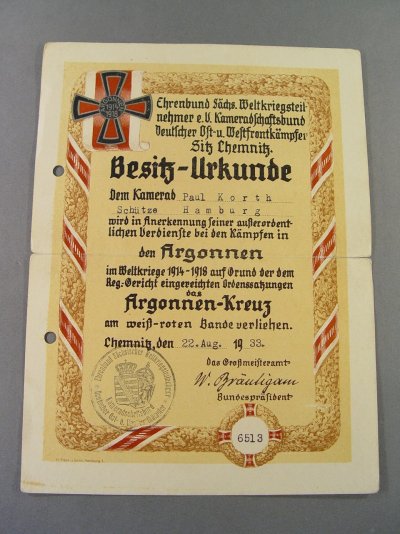 Ehrenbund Sächs. Weltkriegsteil-
nehmer e.V. Kameradschaftsbund
Deutscher Ost- u. Westfrontkämpfer
Sitz Chemnitz.
Besitz-Urkunde
Dem Kamerad Paul Korth
Schütze Hamburg
wird in Anerkennung seiner außerordent-
lichen Verdienste bei den Kämpfen in
den Argonnen
im Weltkriege 1914-1918 auf Grund der dem
Reg.-Gericht eingereichten Ordenssatzungen
das
Argonnen-Kreuz
am weiß-roten Bande verliehen.
Chemnitz, den 22. Aug. 1933.
Das Großmeisteramt
W. Bräutigam
Bundespräsident
6513